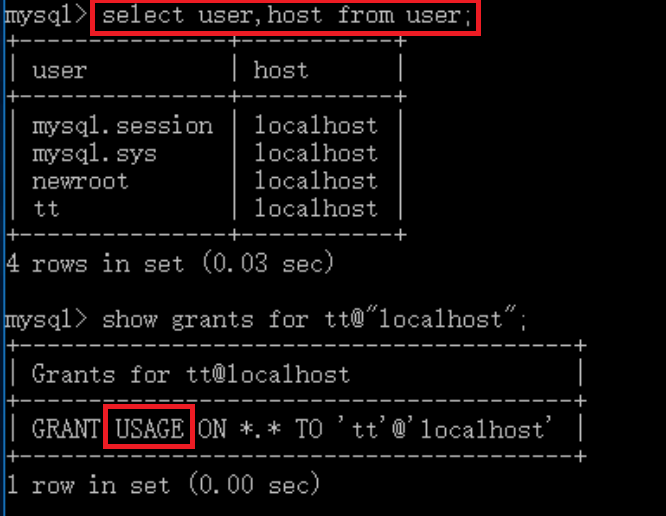 mysql> select user,host from user;
+---------------+-----------+
| user          | host      |
+---------------+-----------+
| mysql.session | localhost |
| mysql.sys     | localhost |
| newroot       | localhost |
| tt            | localhost |
+---------------+-----------+
4 rows in set (0.03 sec)
mysql> show grants for tt@"localhost";
+----------------------------------------+
| Grants for tt@localhost                |
+----------------------------------------+
| GRANT USAGE ON *.* TO 'tt'@'localhost' |
+----------------------------------------+
1 row in set (0.00 sec)